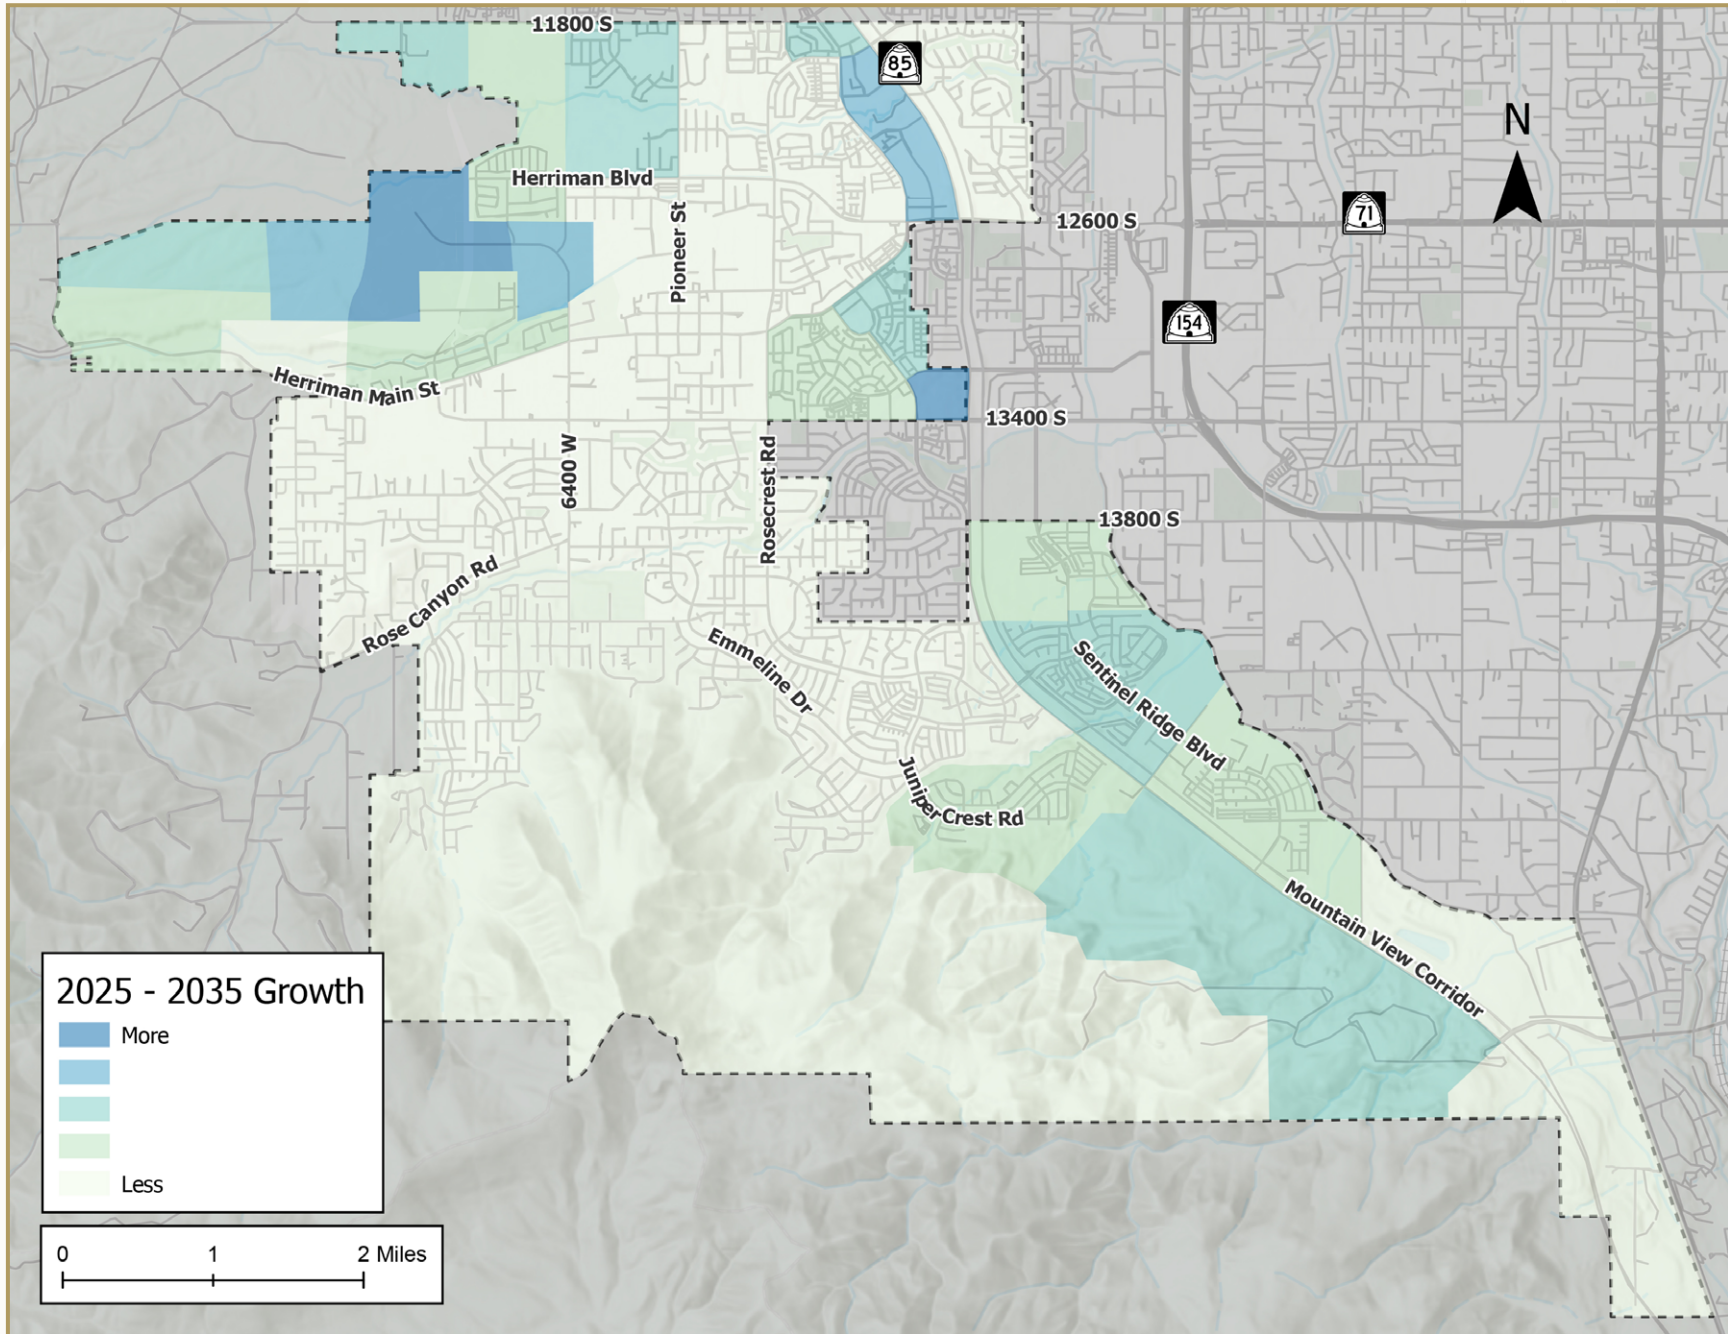 11800 S
85
N
Herriman Blvd
71
12600 S
Pioneer St
154
Herriman Main St
13400 S
6400 W
Rosecrest Rd
13800 S
Rose Canyon Rd
Emmeline Dr
Sentinel Ridge Blvd
Juniper Crest Rd
Mountain View Corridor
2025 - 2035 Growth
More
Less
0 1 2 Miles